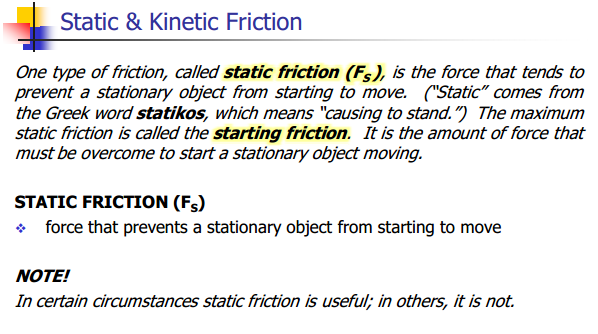 Static & Kinetic Friction
One type of friction, called static friction (Fs), is the force that tends to
prevent a stationary object from starting to move. ("Static" comes from
the Greek word statikos, which means "causing to stand.") The maximum
static friction is called the starting friction. It is the amount of force that
must be overcome to start a stationary object moving.
STATIC FRICTION (FS)
❖ force that prevents a stationary object from starting to move
NOTE!
In certain circumstances static friction is useful; in others, it is not.